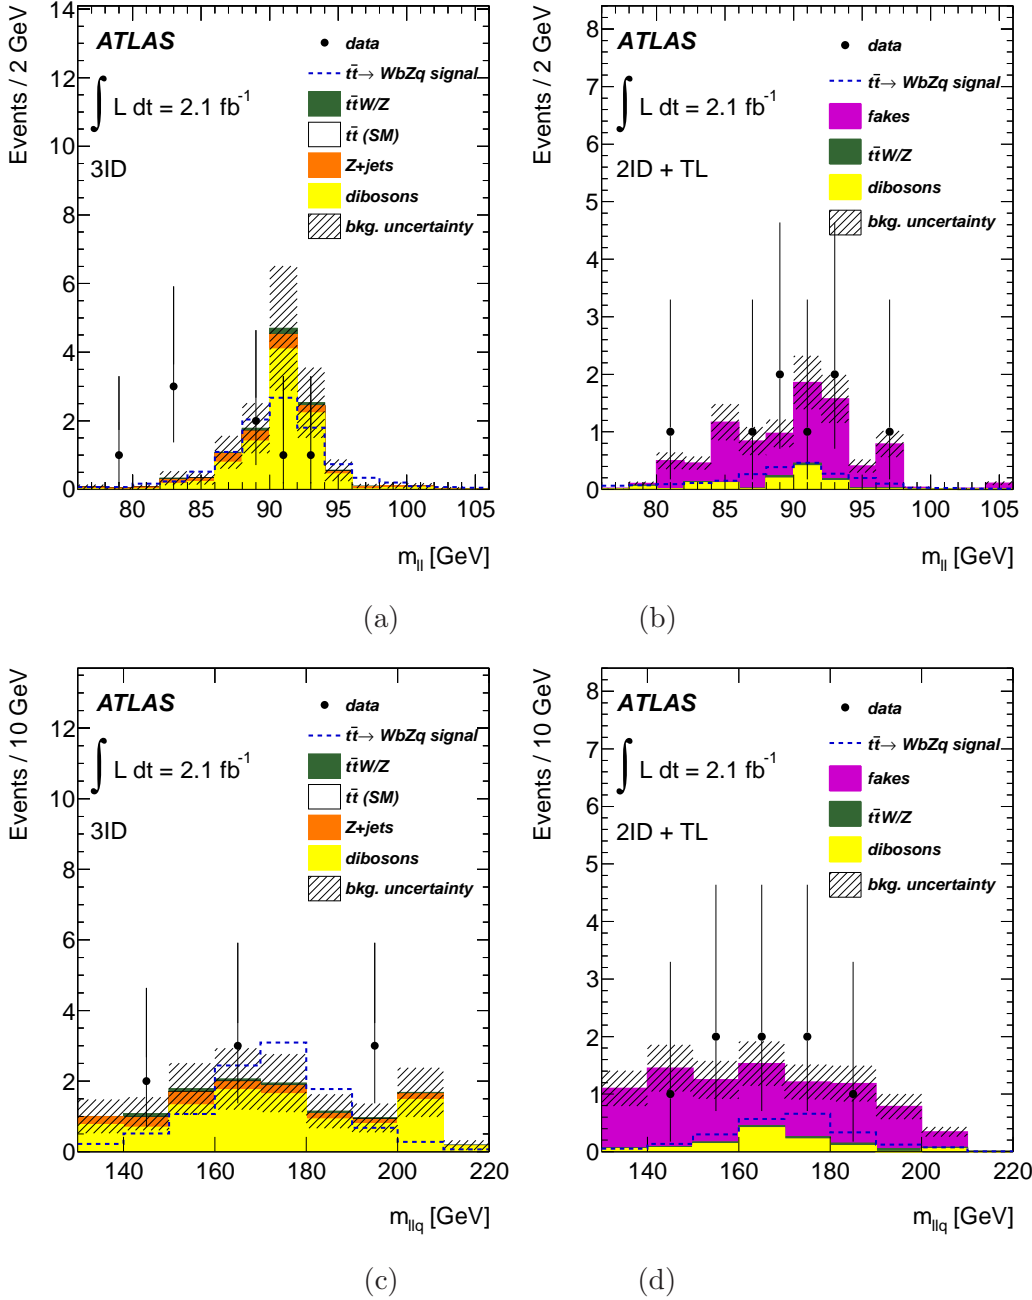 Events / 2 GeV
14
12
10
8
6
4
2
0
ATLAS
∫ L dt = 2.1 fb⁻¹
3ID
data
tt̄→ WbZq signal
tt̄W/Z
tt̄ (SM)
Z+jets
dibosons
bkg. uncertainty
80 85 90 95 100 105
m_ll [GeV]
(a)
Events / 2 GeV
8
7
6
5
4
3
2
1
0
ATLAS
∫ L dt = 2.1 fb⁻¹
2ID + TL
data
tt̄→ WbZq signal
fakes
tt̄W/Z
dibosons
bkg. uncertainty
80 85 90 95 100 105
m_ll [GeV]
(b)
Events / 10 GeV
12
10
8
6
4
2
0
ATLAS
∫ L dt = 2.1 fb⁻¹
3ID
data
tt̄→ WbZq signal
tt̄W/Z
tt̄ (SM)
Z+jets
dibosons
bkg. uncertainty
140 160 180 200 220
m_llq [GeV]
(c)
Events / 10 GeV
8
7
6
5
4
3
2
1
0
ATLAS
∫ L dt = 2.1 fb⁻¹
2ID + TL
data
tt̄→ WbZq signal
fakes
tt̄W/Z
dibosons
bkg. uncertainty
140 160 180 200 220
m_llq [GeV]
(d)